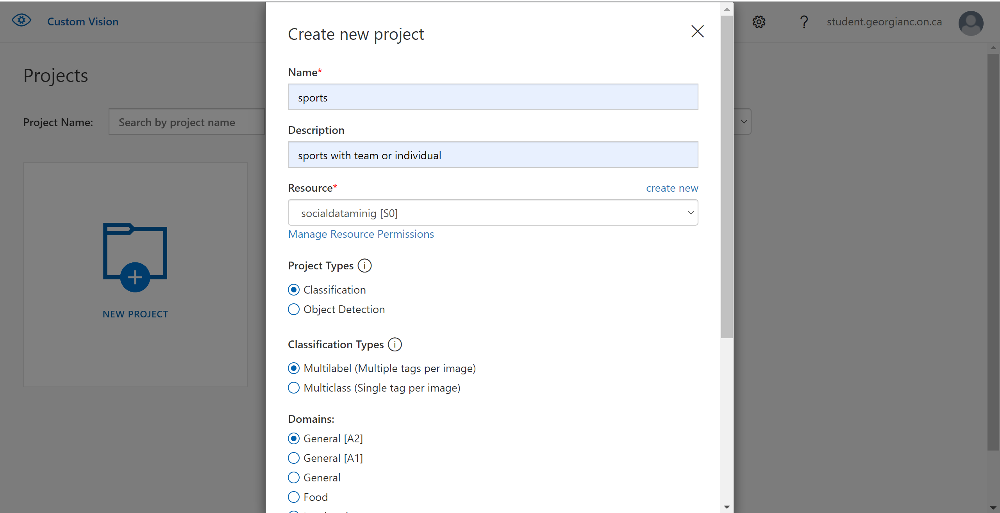 Custom Vision
student.georgianc.on.ca
Projects
Project Name:
Search by project name
NEW PROJECT
Create new project
Name*
sports
Description
sports with team or individual
Resource*
create new
socialdataminig [S0]
Manage Resource Permissions
Project Types
Classification
Object Detection
Classification Types
Multilabel (Multiple tags per image)
Multiclass (Single tag per image)
Domains:
General [A2]
General [A1]
General
Food